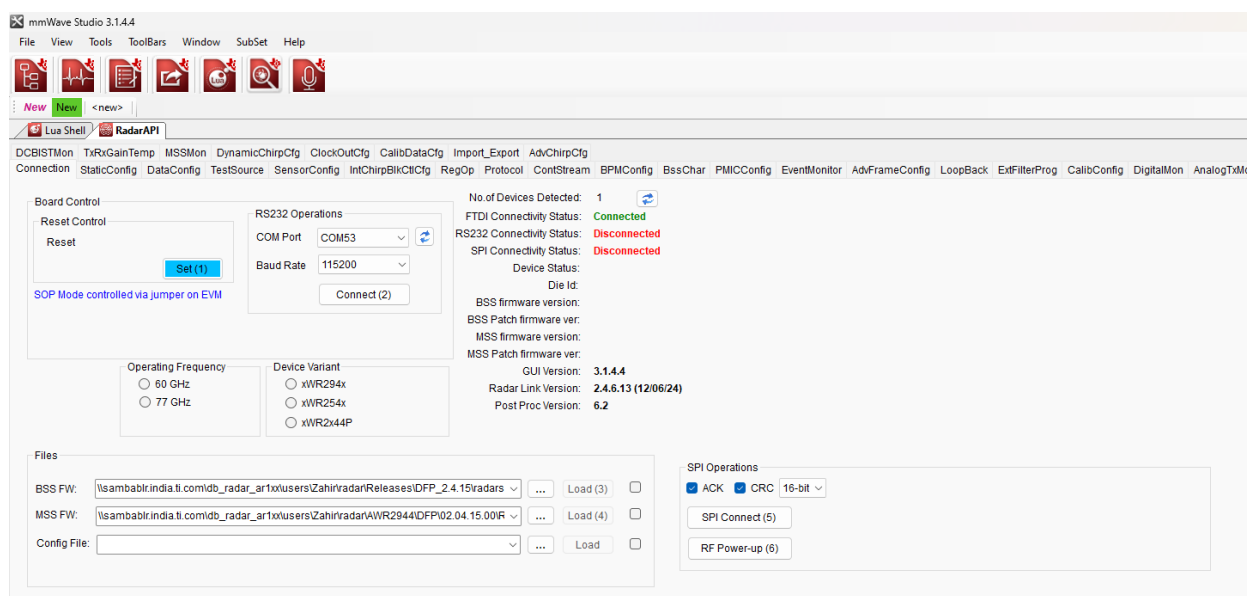 mmWave Studio 3.1.4.4
File View Tools ToolBars Window SubSet Help
Lua
New New <new>
Lua Shell RadarAPI
DCBISTMon TxRxGainTemp MSSMon DynamicChirpCfg ClockOutCfg CalibDataCfg Import_Export AdvChirpCfg
Connection StaticConfig DataConfig TestSource SensorConfig IntChirpBlkCtlCfg RegOp Protocol ContStream BPMConfig BssChar PMICConfig EventMonitor AdvFrameConfig LoopBack ExtFilterProg CalibConfig DigitalMon AnalogTxMo
Board Control
Reset Control
Reset
Set (1)
SOP Mode controlled via jumper on EVM
RS232 Operations
COM Port COM53
Baud Rate 115200
Connect (2)
No.of Devices Detected: 1
FTDI Connectivity Status: Connected
RS232 Connectivity Status: Disconnected
SPI Connectivity Status: Disconnected
Device Status:
Die Id:
BSS firmware version:
BSS Patch firmware ver:
MSS firmware version:
MSS Patch firmware ver:
GUI Version: 3.1.4.4
Radar Link Version: 2.4.6.13 (12/06/24)
Post Proc Version: 6.2
Operating Frequency
60 GHz
77 GHz
Device Variant
xWR294x
xWR254x
xWR2x44P
Files
BSS FW: \\sambablr.india.ti.com\db_radar_ar1xx\users\Zahir\radar\Releases\DFP_2.4.15\radars ... Load (3)
MSS FW: \\sambablr.india.ti.com\db_radar_ar1xx\users\Zahir\radar\AWR2944\DFP\02.04.15.00\F ... Load (4)
Config File: ... Load
SPI Operations
ACK CRC 16-bit
SPI Connect (5)
RF Power-up (6)